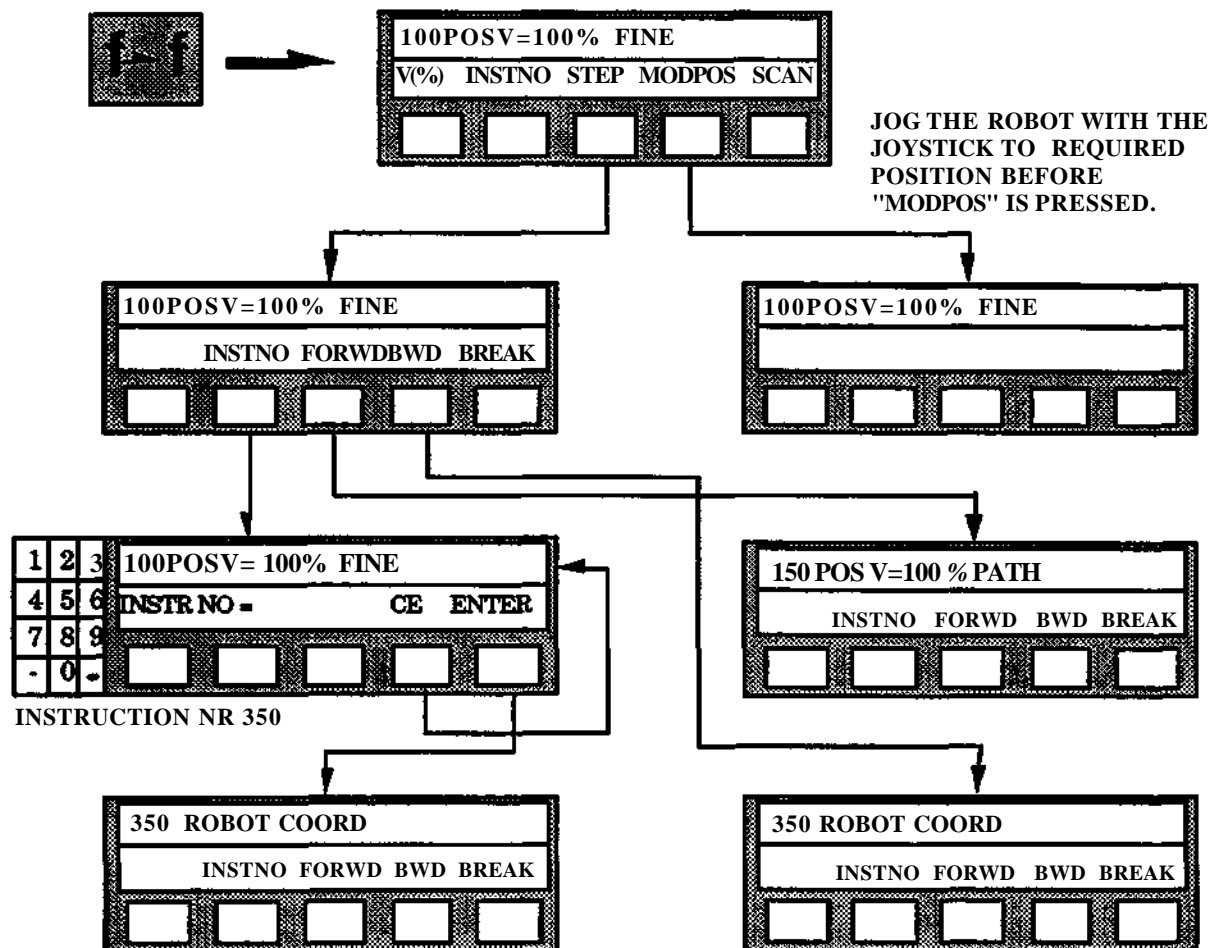 f→f
100POSV=100% FINE
V(%) INSTNO STEP MODPOS SCAN
JOG THE ROBOT WITH THE
JOYSTICK TO REQUIRED
POSITION BEFORE
"MODPOS" IS PRESSED.
100POSV=100% FINE
INSTNO FORWDBWD BREAK
100POSV=100% FINE
1 2 3
4 5 6
7 8 9
- 0
100POSV= 100% FINE
INSTR NO = CE ENTER
INSTRUCTION NR 350
150 POS V=100 % PATH
INSTNO FORWD BWD BREAK
350 ROBOT COORD
INSTNO FORWD BWD BREAK
350 ROBOT COORD
INSTNO FORWD BWD BREAK